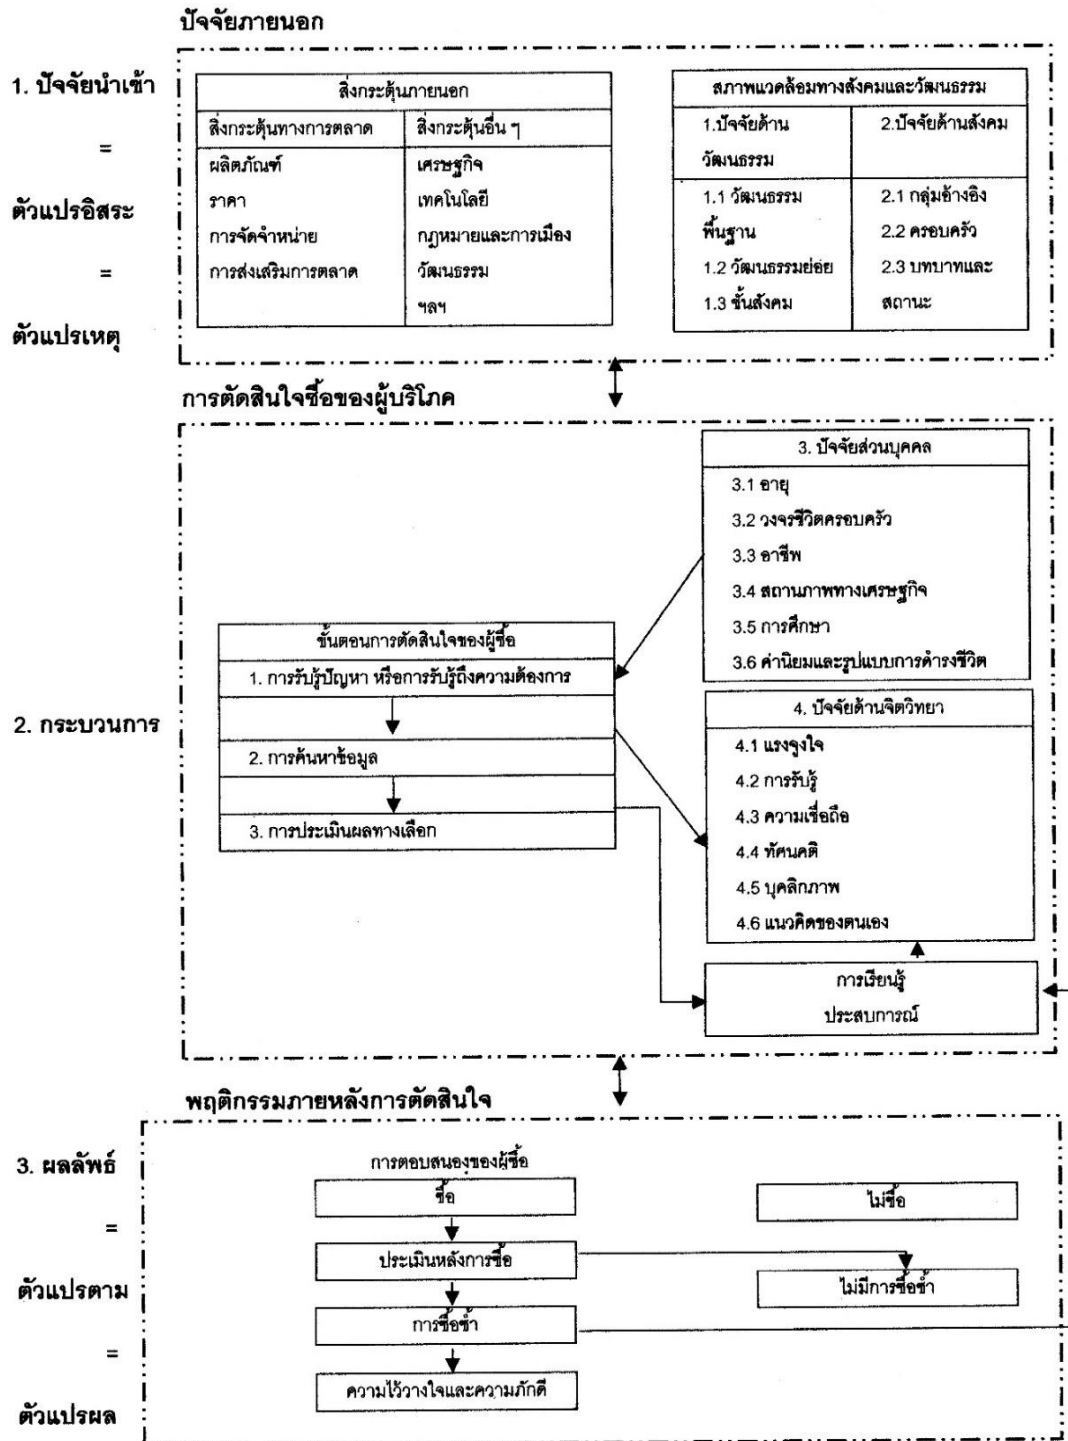 ปัจจัยภายนอก
1. ปัจจัยนำเข้า
=
ตัวแปรอิสระ
=
ตัวแปรเหตุ
สิ่งกระตุ้นภายนอก
สิ่งกระตุ้นทางการตลาด
สิ่งกระตุ้นอื่น ๆ
ผลิตภัณฑ์
ราคา
การจัดจำหน่าย
การส่งเสริมการตลาด
เศรษฐกิจ
เทคโนโลยี
กฎหมายและการเมือง
วัฒนธรรม
ฯลฯ
สภาพแวดล้อมทางสังคมและวัฒนธรรม
1.ปัจจัยด้าน
วัฒนธรรม
2.ปัจจัยด้านสังคม
1.1 วัฒนธรรม
พื้นฐาน
1.2 วัฒนธรรมย่อย
1.3 ชั้นสังคม
2.1 กลุ่มอ้างอิง
2.2 ครอบครัว
2.3 บทบาทและ
สถานะ
การตัดสินใจซื้อของผู้บริโภค
2. กระบวนการ
ขั้นตอนการตัดสินใจของผู้ซื้อ
1. การรับรู้ปัญหา หรือการรับรู้ถึงความต้องการ
2. การค้นหาข้อมูล
3. การประเมินผลทางเลือก
3. ปัจจัยส่วนบุคคล
3.1 อายุ
3.2 วงจรชีวิตครอบครัว
3.3 อาชีพ
3.4 สถานภาพทางเศรษฐกิจ
3.5 การศึกษา
3.6 ค่านิยมและรูปแบบการดำรงชีวิต
4. ปัจจัยด้านจิตวิทยา
4.1 แรงจูงใจ
4.2 การรับรู้
4.3 ความเชื่อถือ
4.4 ทัศนคติ
4.5 บุคลิกภาพ
4.6 แนวคิดของตนเอง
การเรียนรู้
ประสบการณ์
พฤติกรรมภายหลังการตัดสินใจ
3. ผลลัพธ์
=
ตัวแปรตาม
=
ตัวแปรผล
การตอบสนองของผู้ซื้อ
ซื้อ
ไม่ซื้อ
ประเมินหลังการซื้อ
ไม่มีการซื้อซ้ำ
การซื้อซ้ำ
ความไว้วางใจและความภักดี